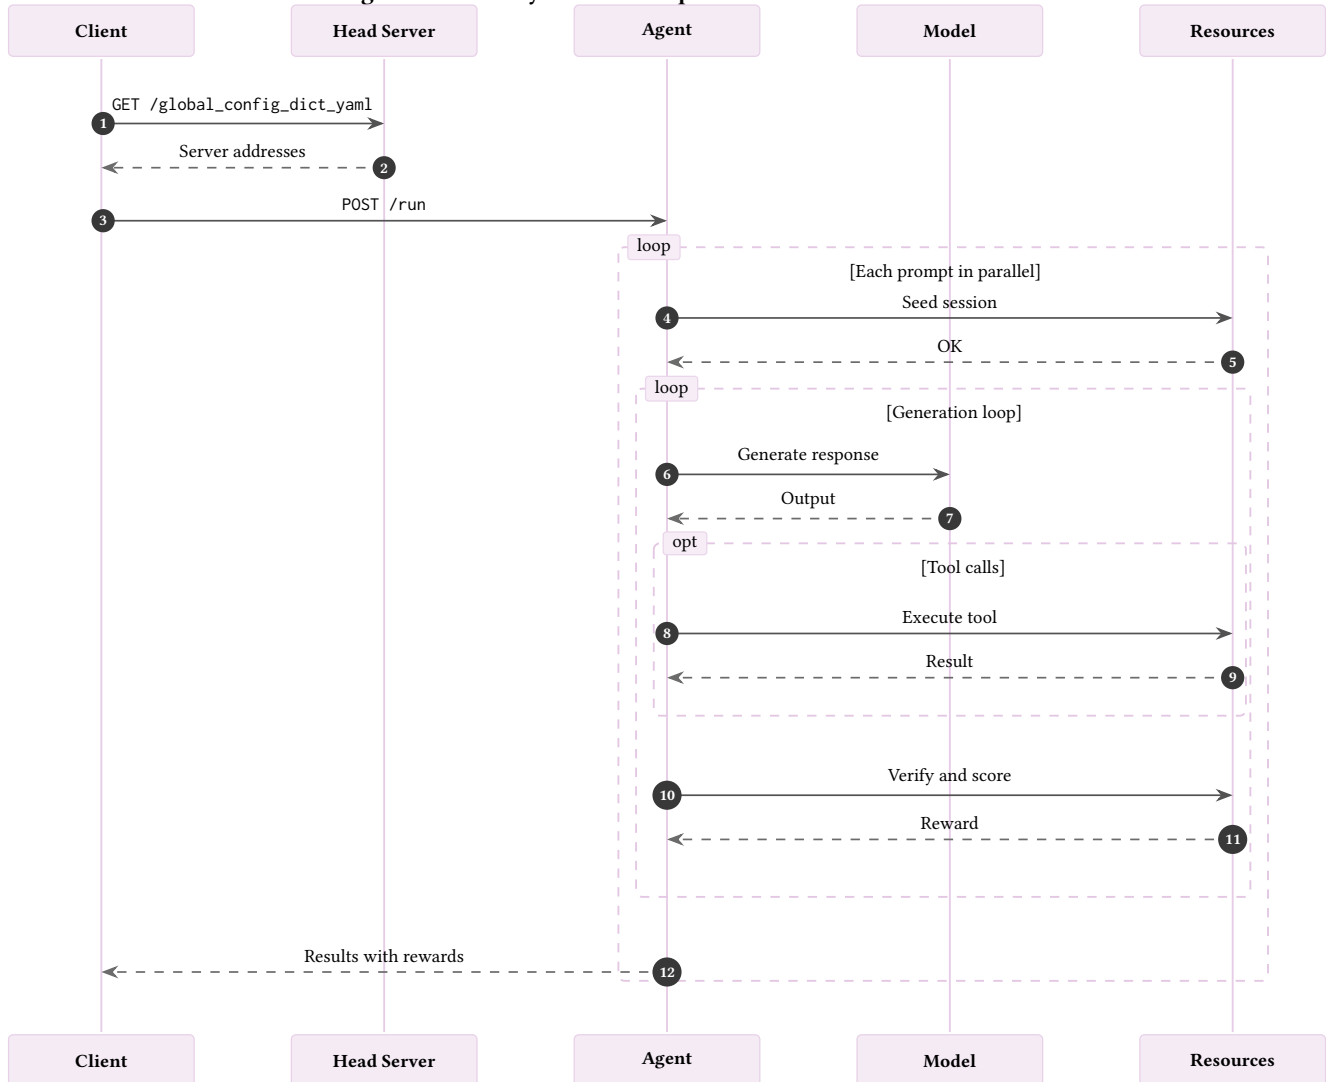 Client
Head Server
Agent
Model
Resources
GET /global_config_dict_yaml
1
Server addresses
2
POST /run
3
loop
[Each prompt in parallel]
Seed session
4
OK
5
loop
[Generation loop]
Generate response
6
Output
7
opt
[Tool calls]
Execute tool
8
Result
9
Verify and score
10
Reward
11
Results with rewards
12
Client
Head Server
Agent
Model
Resources